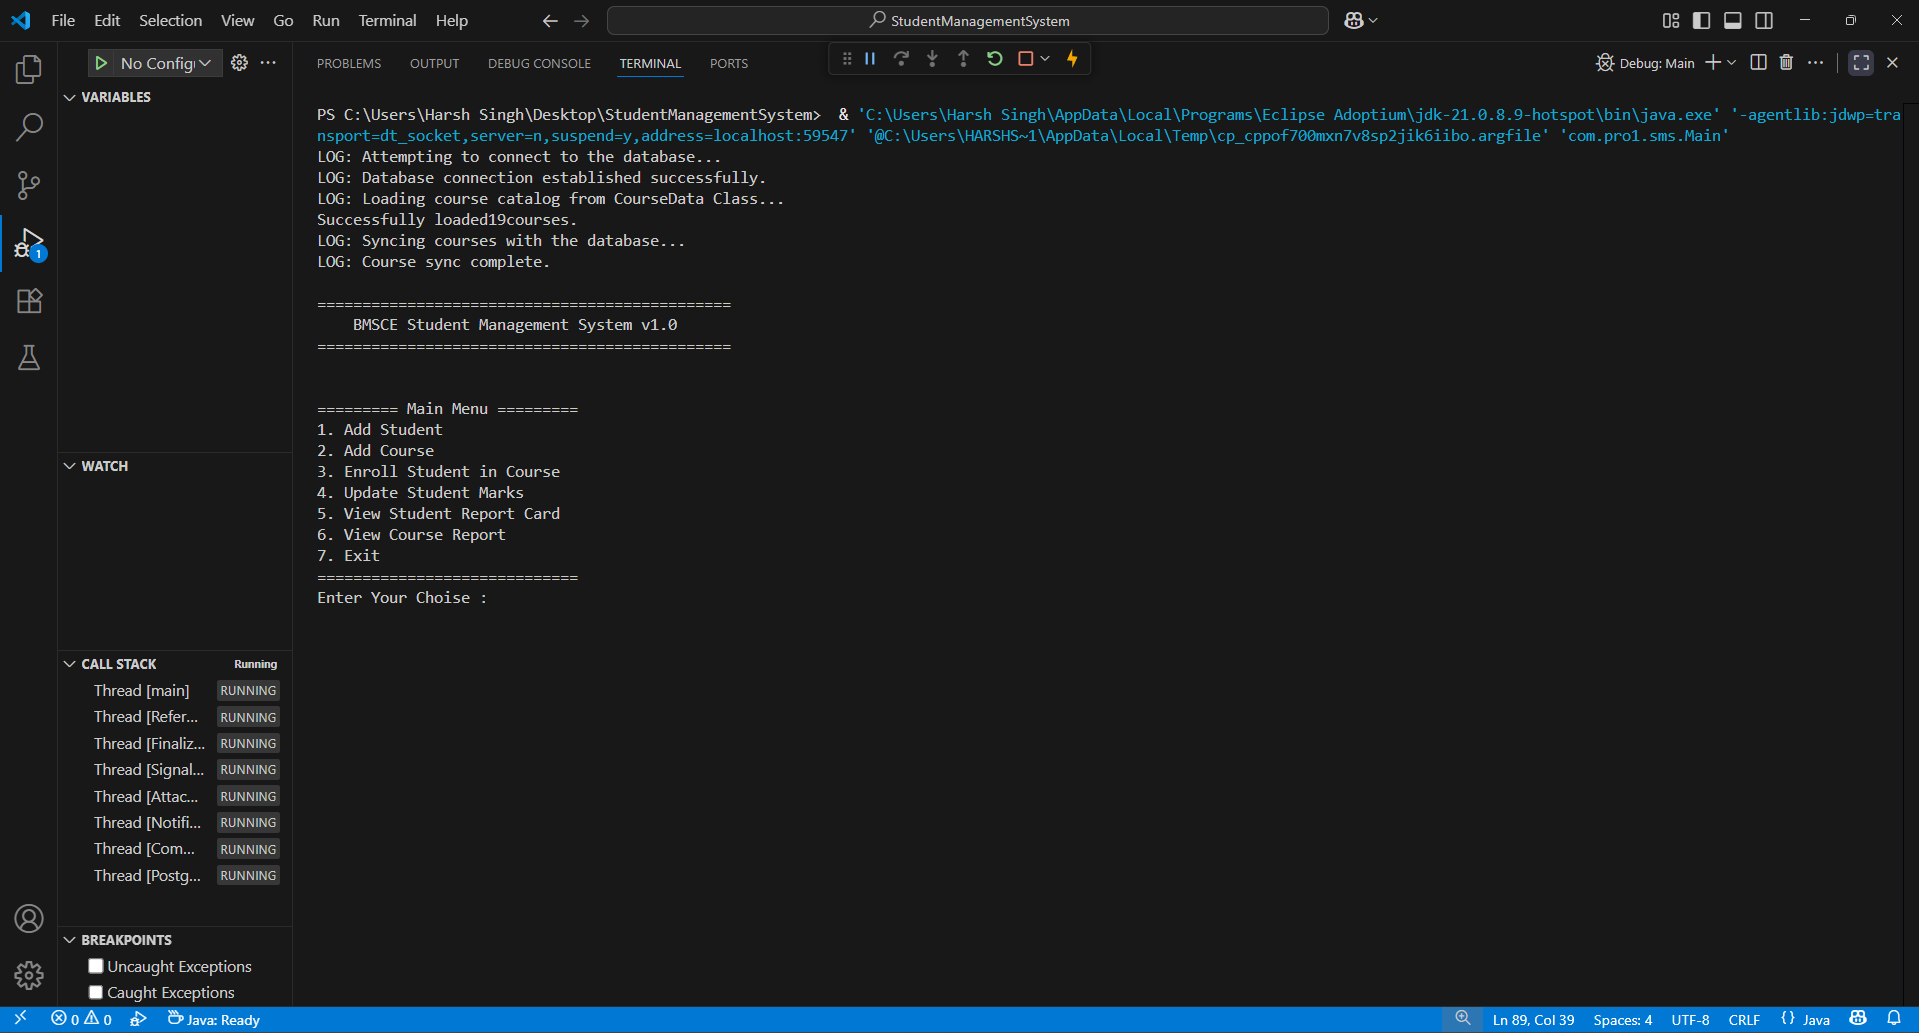 File Edit Selection View Go Run Terminal Help
StudentManagementSystem
No Config
VARIABLES
WATCH
CALL STACK Running
Thread [main] RUNNING
Thread [Refer... RUNNING
Thread [Finaliz... RUNNING
Thread [Signal... RUNNING
Thread [Attac... RUNNING
Thread [Notifi... RUNNING
Thread [Com... RUNNING
Thread [Postg... RUNNING
BREAKPOINTS
Uncaught Exceptions
Caught Exceptions
1
PROBLEMS OUTPUT DEBUG CONSOLE TERMINAL PORTS
Debug: Main
PS C:\Users\Harsh Singh\Desktop\StudentManagementSystem>  & 'C:\Users\Harsh Singh\AppData\Local\Programs\Eclipse Adoptium\jdk-21.0.8.9-hotspot\bin\java.exe' '-agentlib:jdwp=tra
nsport=dt_socket,server=n,suspend=y,address=localhost:59547' '@C:\Users\HARSHS~1\AppData\Local\Temp\cp_cppof700mxn7v8sp2jik6iibo.argfile' 'com.pro1.sms.Main'
LOG: Attempting to connect to the database...
LOG: Database connection established successfully.
LOG: Loading course catalog from CourseData Class...
Successfully loaded19courses.
LOG: Syncing courses with the database...
LOG: Course sync complete.
==============================================
BMSCE Student Management System v1.0
==============================================
========= Main Menu =========
1. Add Student
2. Add Course
3. Enroll Student in Course
4. Update Student Marks
5. View Student Report Card
6. View Course Report
7. Exit
=============================
Enter Your Choise :
0 0 Java: Ready
Ln 89, Col 39 Spaces: 4 UTF-8 CRLF {} Java